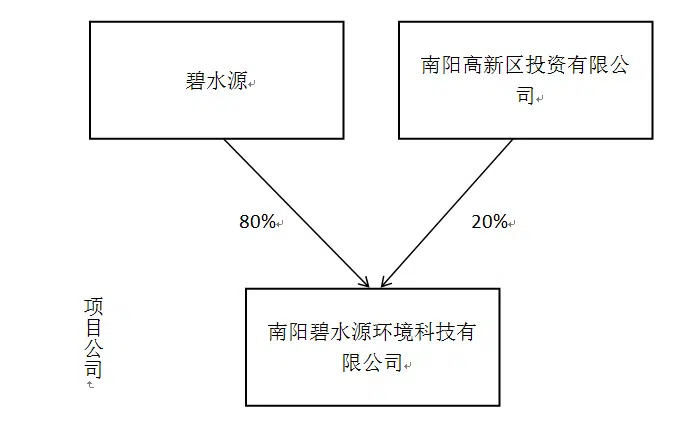 碧水源
南阳高新区投资有限公
司
80%
20%
项目公司
南阳碧水源环境科技有
限公司